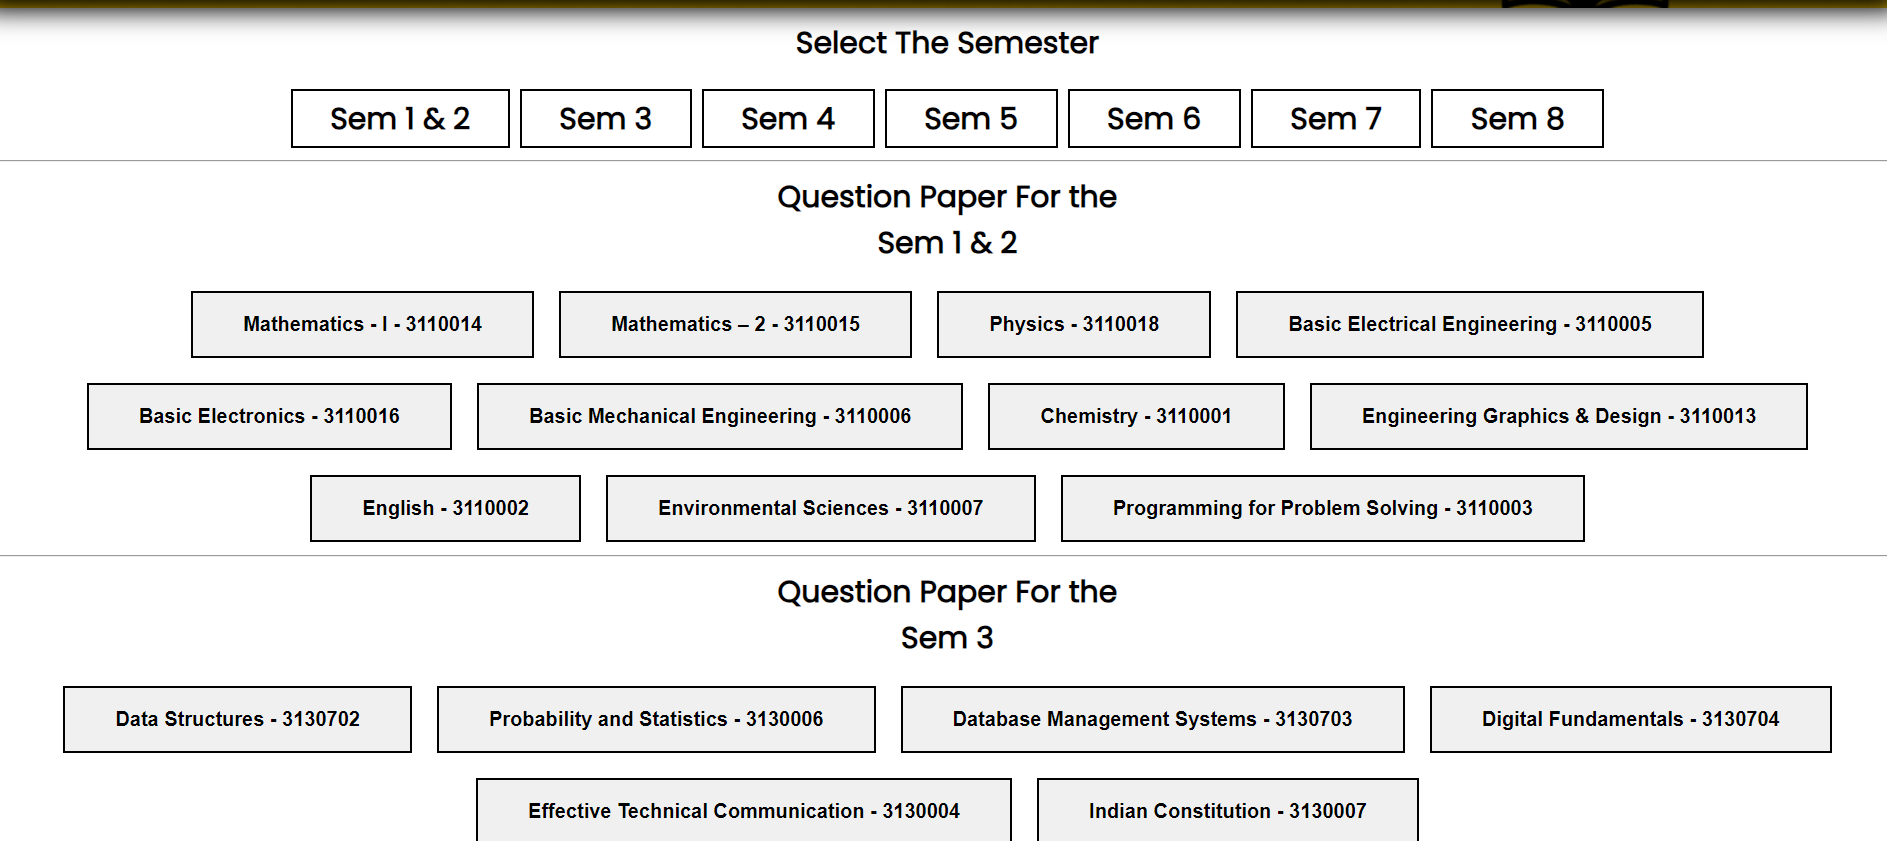 Select The Semester
Sem 1 & 2 Sem 3 Sem 4 Sem 5 Sem 6 Sem 7 Sem 8
Question Paper For the
Sem 1 & 2
Mathematics - I - 3110014 Mathematics – 2 - 3110015 Physics - 3110018 Basic Electrical Engineering - 3110005
Basic Electronics - 3110016 Basic Mechanical Engineering - 3110006 Chemistry - 3110001 Engineering Graphics & Design - 3110013
English - 3110002 Environmental Sciences - 3110007 Programming for Problem Solving - 3110003
Question Paper For the
Sem 3
Data Structures - 3130702 Probability and Statistics - 3130006 Database Management Systems - 3130703 Digital Fundamentals - 3130704
Effective Technical Communication - 3130004 Indian Constitution - 3130007